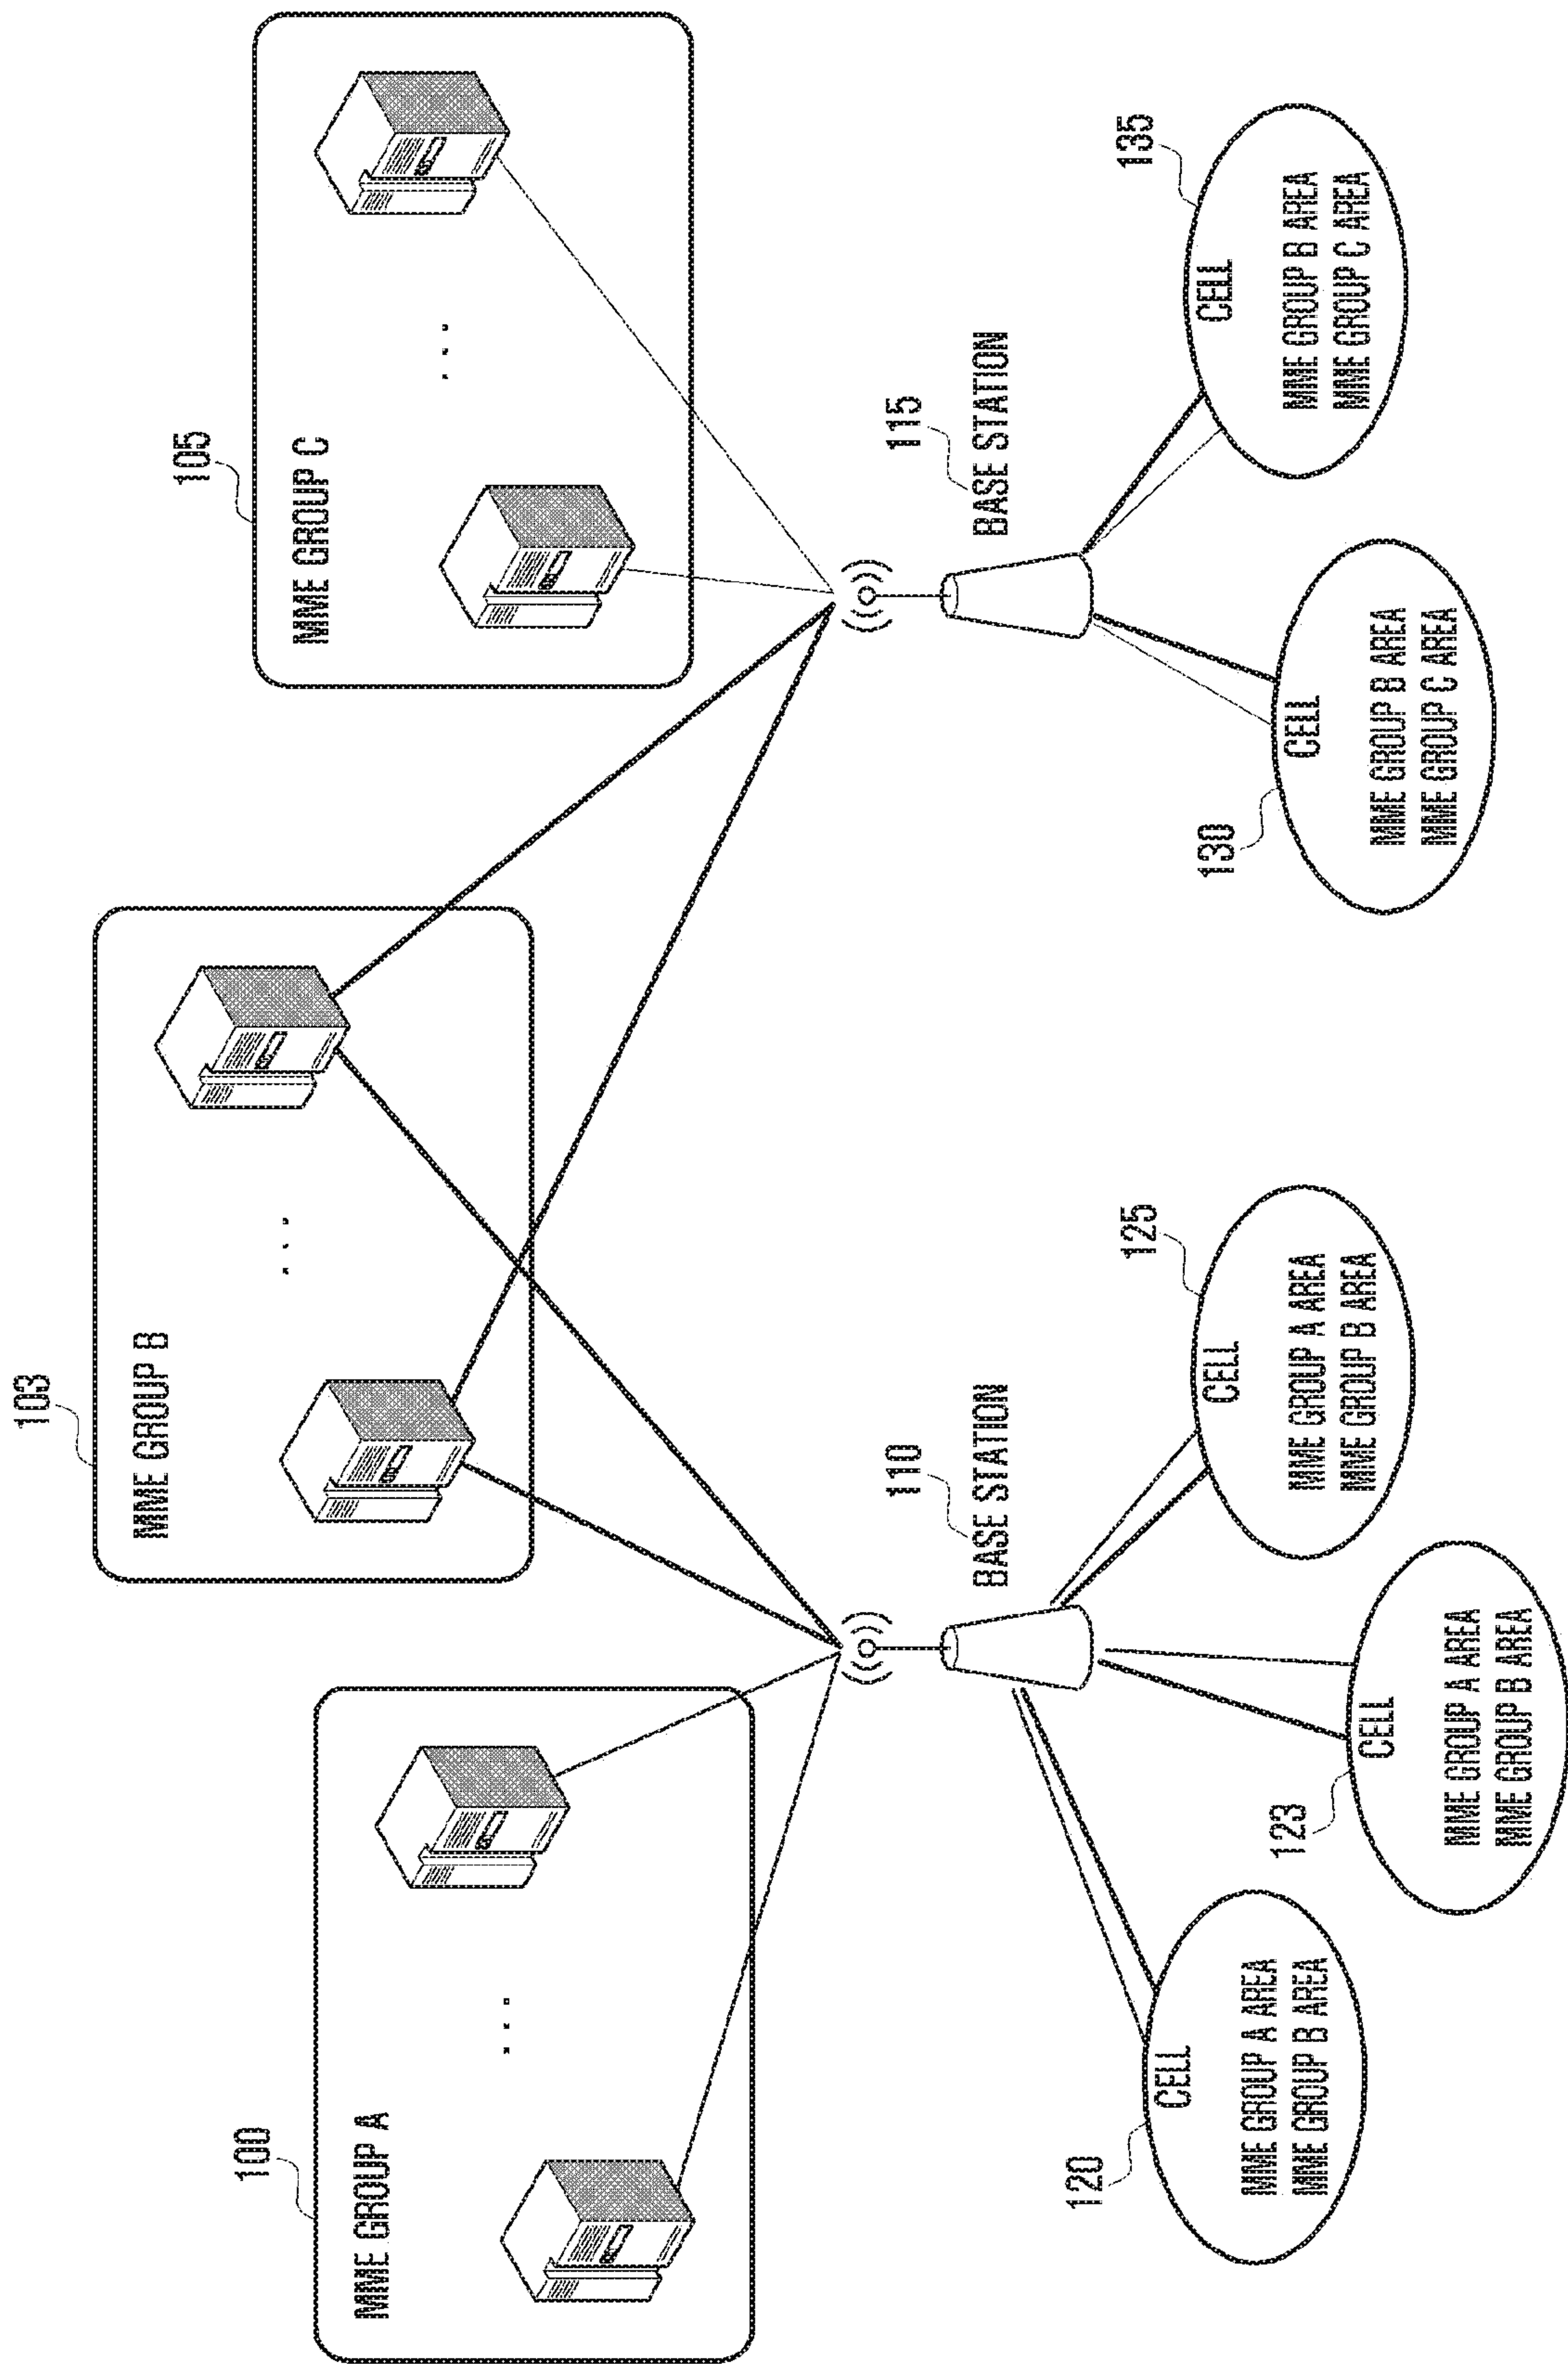 103
MME GROUP B
. . .
105
MME GROUP C
. . .
100
MME GROUP A
. . .
110
BASE STATION
115
BASE STATION
120
CELL
MME GROUP A AREA
MME GROUP B AREA
123
CELL
MME GROUP A AREA
MME GROUP B AREA
125
CELL
MME GROUP A AREA
MME GROUP B AREA
130
CELL
MME GROUP B AREA
MME GROUP C AREA
135
CELL
MME GROUP B AREA
MME GROUP C AREA